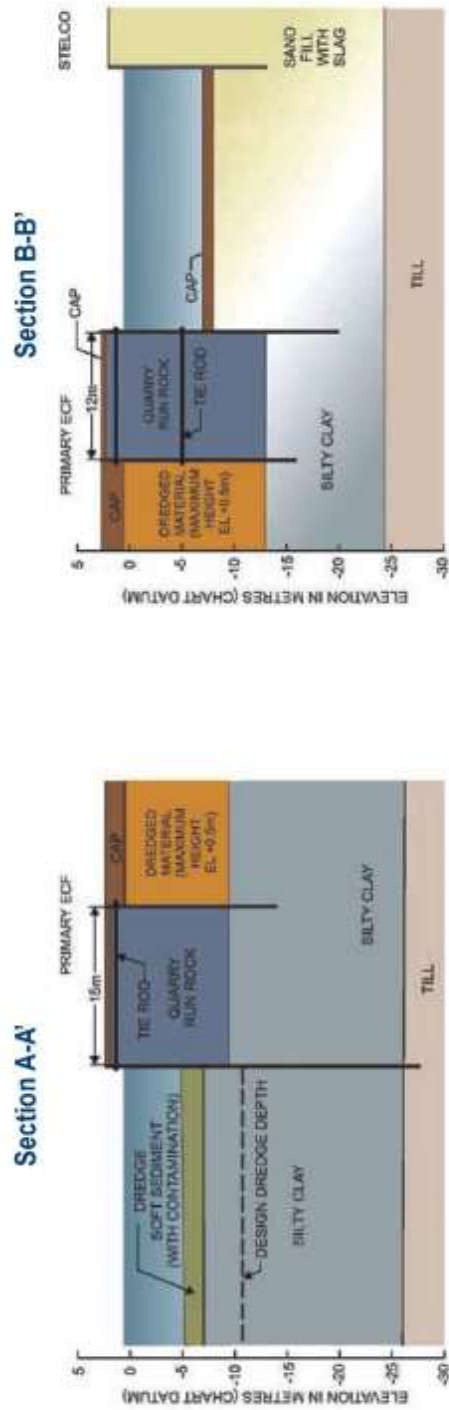 Section A-A'
PRIMARY ECF
15m
CAP
TIE ROD
QUARRY
RUN ROCK
DREDGED
MATERIAL
(MAXIMUM
HEIGHT
EL +0.5m)
DREDGE
SOFT SEDIMENT
(WITH CONTAMINATION)
DESIGN DREDGE DEPTH
SILTY CLAY
SILTY CLAY
TILL
ELEVATION IN METRES (CHART DATUM)
5
0
-5
-10
-15
-20
-25
-30
Section B-B'
PRIMARY ECF
12m
CAP
STELCO
CAP
QUARRY
RUN ROCK
TIE ROD
DREDGED
MATERIAL
(MAXIMUM
HEIGHT
EL +0.5m)
CAP
SAND
FILL
WITH
SLAG
SILTY CLAY
TILL
ELEVATION IN METRES (CHART DATUM)
5
0
-5
-10
-15
-20
-25
-30